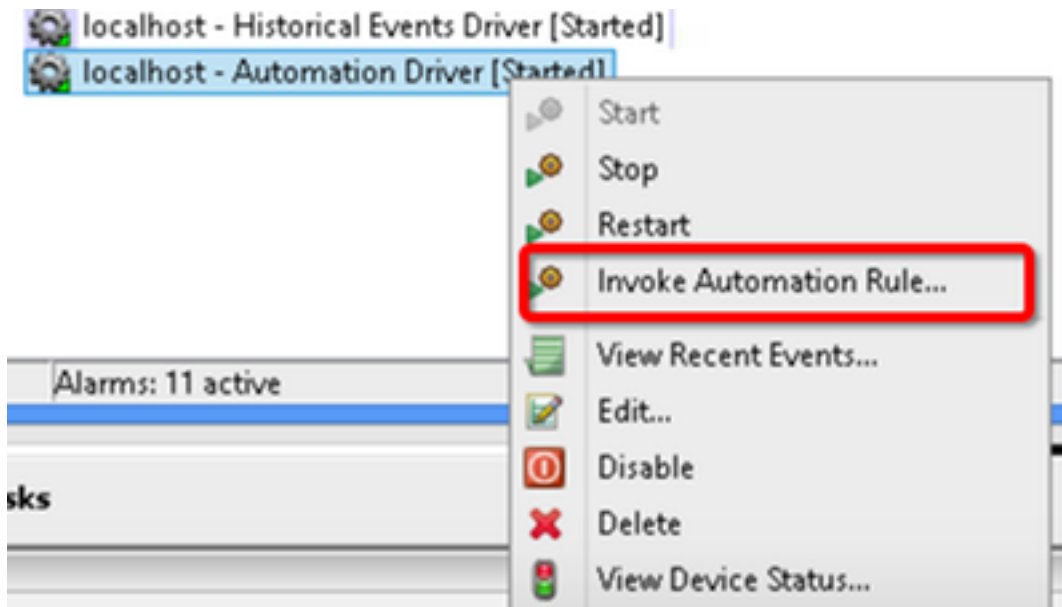 localhost - Historical Events Driver [Started]
localhost - Automation Driver [Started]
Start
Stop
Restart
Invoke Automation Rule...
View Recent Events...
Alarms: 11 active
Edit...
Disable
sks
Delete
View Device Status...